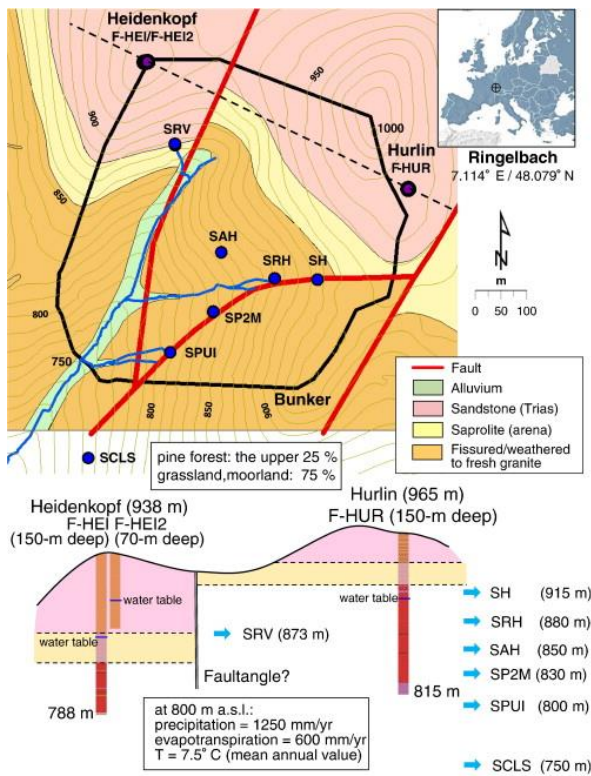 Heidenkopf
F-HEI/F-HEI2
950
900
SRV
1000
Hurlin
F-HUR
Ringelbach
7.114° E / 48.079° N
850
SAH
SRH
SH
m
0 50 100
800
SP2M
750
SPUI
Bunker
800
850
900
Fault
Alluvium
Sandstone (Trias)
Saprolite (arena)
Fissured/weathered
to fresh granite
SCLS
pine forest: the upper 25 %
grassland,moorland: 75 %
Heidenkopf (938 m)
F-HEI F-HEI2
(150-m deep) (70-m deep)
Hurlin (965 m)
F-HUR (150-m deep)
water table
water table
water table
SRV (873 m)
Faultangle?
788 m
815 m
SH (915 m)
SRH (880 m)
SAH (850 m)
SP2M (830 m)
SPUI (800 m)
SCLS (750 m)
at 800 m a.s.l.:
precipitation = 1250 mm/yr
evapotranspiration = 600 mm/yr
T = 7.5° C (mean annual value)